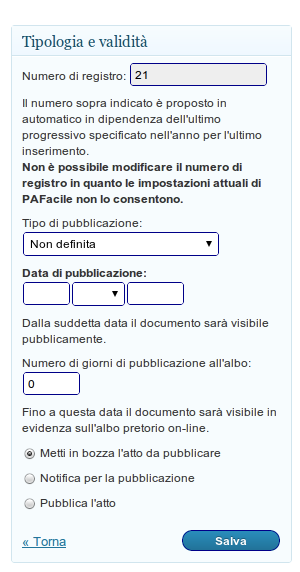 Tipologia e validità
Numero di registro: 21
Il numero sopra indicato è proposto in
automatico in dipendenza dell'ultimo
progressivo specificato nell'anno per l'ultimo
inserimento.
Non è possibile modificare il numero di
registro in quanto le impostazioni attuali di
PAFacile non lo consentono.
Tipo di pubblicazione:
Non definita
Data di pubblicazione:
Dalla suddetta data il documento sarà visibile
pubblicamente.
Numero di giorni di pubblicazione all'albo:
0
Fino a questa data il documento sarà visibile in
evidenza sull'albo pretorio on-line.
Metti in bozza l'atto da pubblicare
Notifica per la pubblicazione
Pubblica l'atto
« Torna
Salva